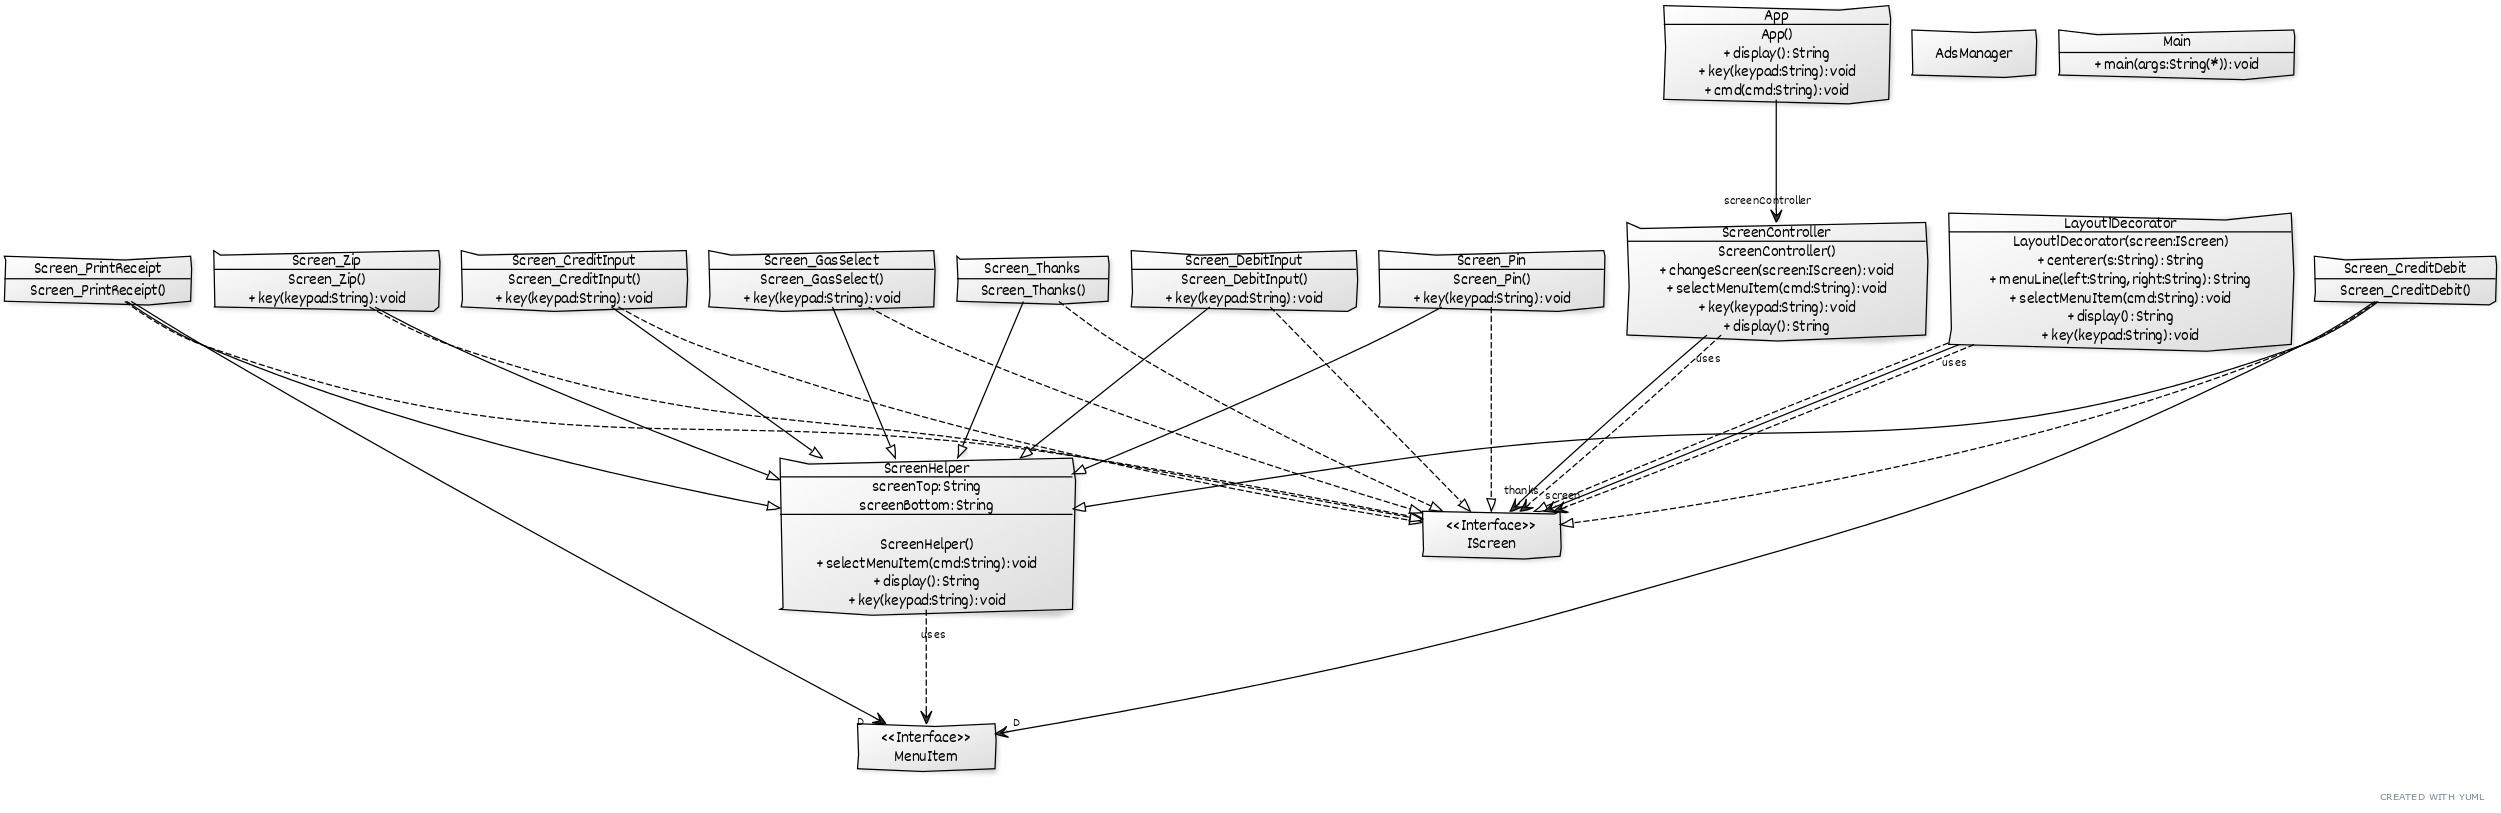 App
App()
+ display() : String
+ key(keypad:String) : void
+ cmd(cmd:String) : void
AdsManager
Main
+ main(args:String(*)) : void
screenController
Screen_PrintReceipt
Screen_PrintReceipt()
Screen_Zip
Screen_Zip()
+ key(keypad:String) : void
Screen_CreditInput
Screen_CreditInput()
+ key(keypad:String) : void
Screen_GasSelect
Screen_GasSelect()
+ key(keypad:String) : void
Screen_Thanks
Screen_Thanks()
Screen_DebitInput
Screen_DebitInput()
+ key(keypad:String) : void
Screen_Pin
Screen_Pin()
+ key(keypad:String) : void
ScreenController
ScreenController()
+ changeScreen(screen:IScreen) : void
+ selectMenuItem(cmd:String) : void
+ key(keypad:String) : void
+ display() : String
Layout1Decorator
Layout1Decorator(screen:IScreen)
+ centerer(s:String) : String
+ menuLine(left:String, right:String) : String
+ selectMenuItem(cmd:String) : void
+ display() : String
+ key(keypad:String) : void
Screen_CreditDebit
Screen_CreditDebit()
uses
uses
ScreenHelper
screenTop: String
screenBottom: String
ScreenHelper()
+ selectMenuItem(cmd:String) : void
+ display() : String
+ key(keypad:String) : void
thanks
screen
<<Interface>>
IScreen
uses
D
D
<<Interface>>
MenuItem
CREATED WITH YUML